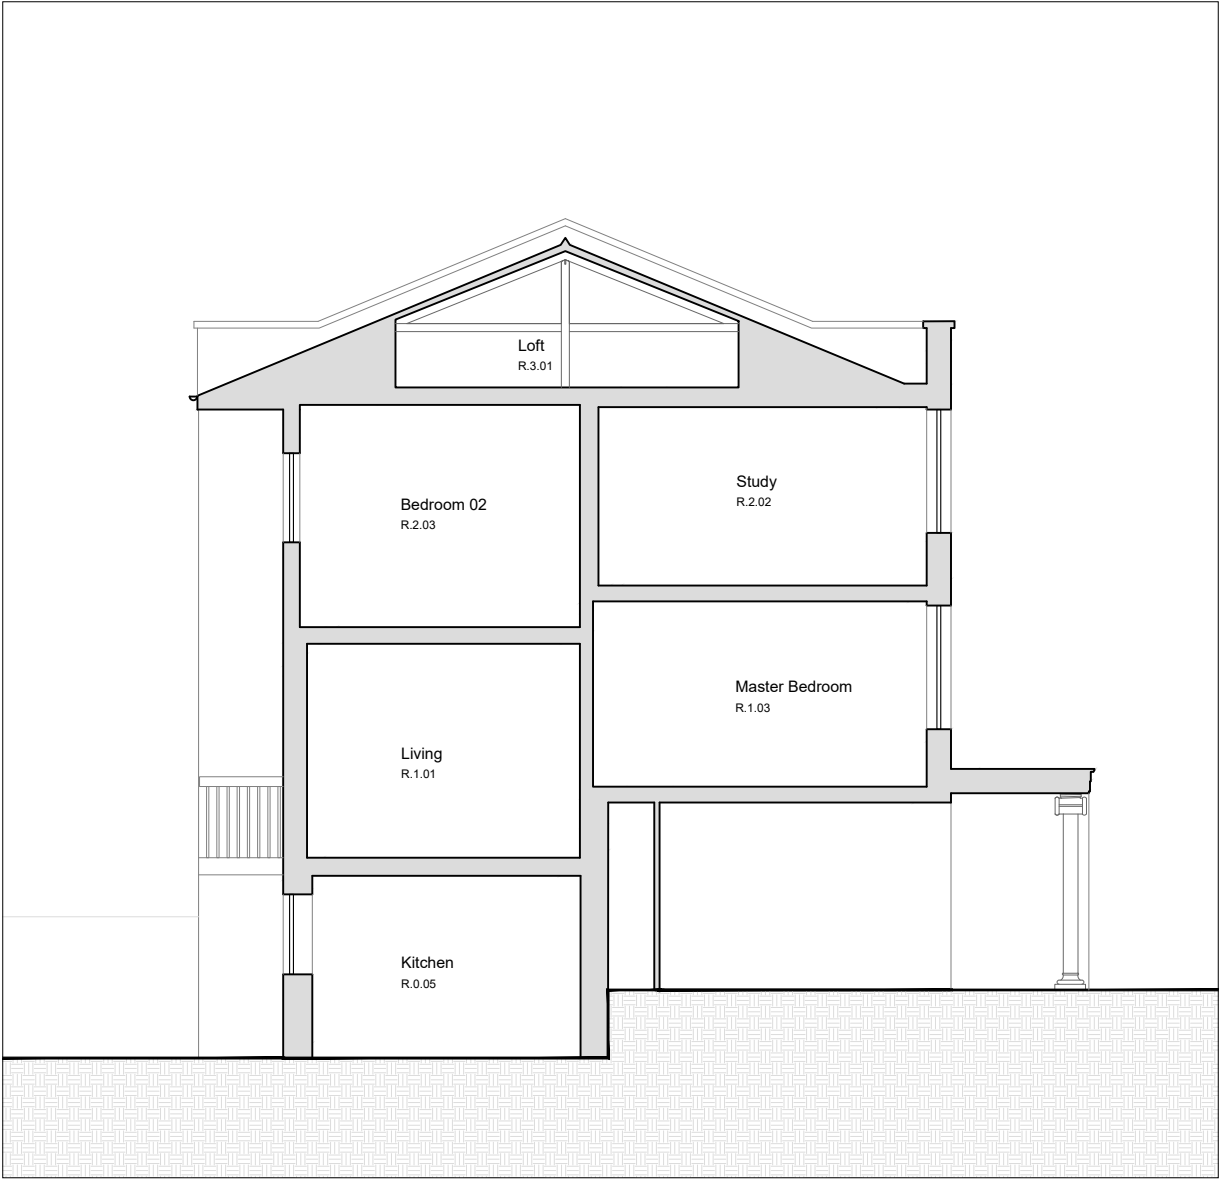 Loft
R.3.01
Study
R.2.02
Bedroom 02
R.2.03
Master Bedroom
R.1.03
Living
R.1.01
Kitchen
R.0.05